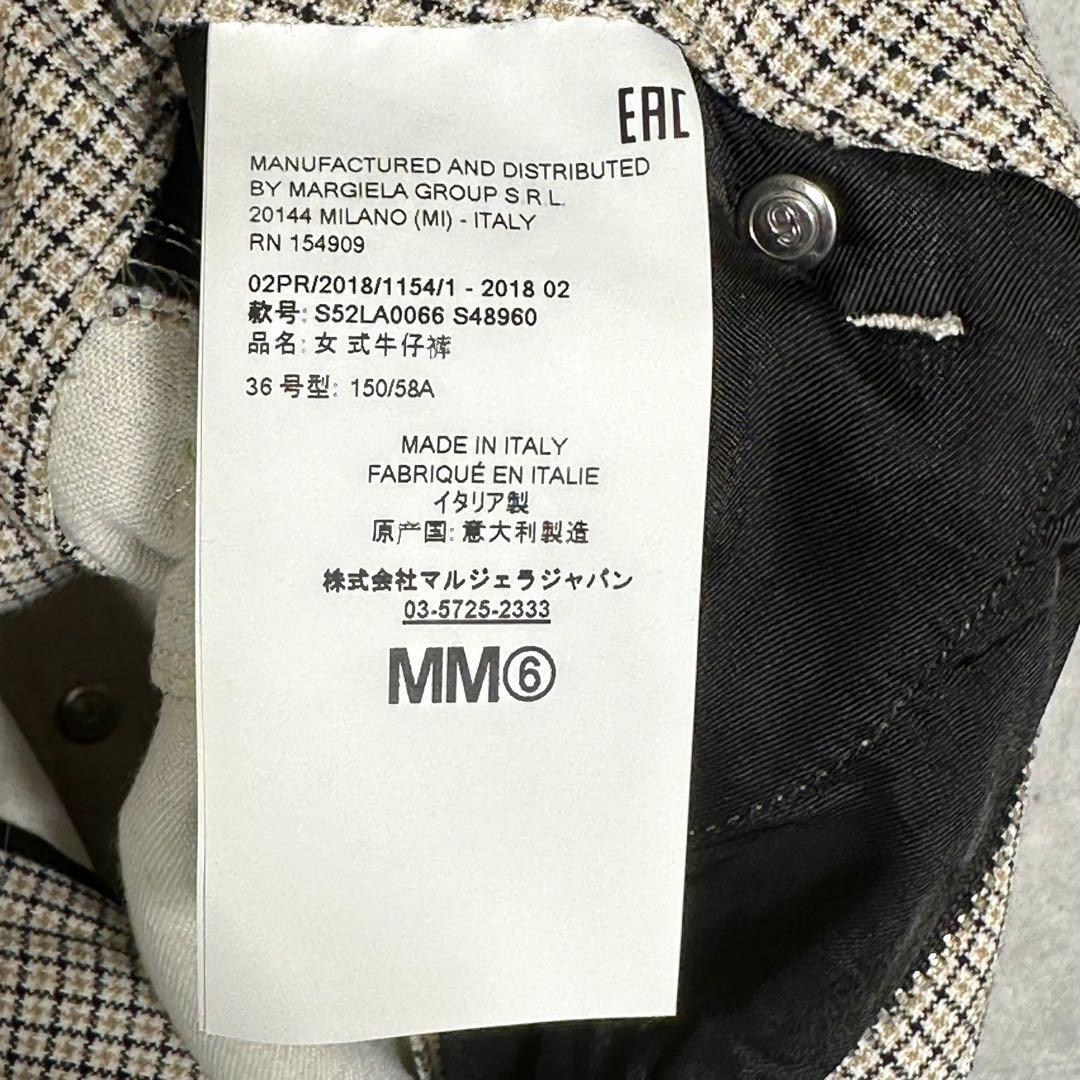 EAC
MANUFACTURED AND DISTRIBUTED
BY MARGIELA GROUP S R L
20144 MILANO (MI) - ITALY
RN 154909
02PR/2018/1154/1 - 2018 02
款号: S52LA0066 S48960
品名: 女 式牛仔裤
36 号型: 150/58A
MADE IN ITALY
FABRIQUÉ EN ITALIE
イタリア製
原产国: 意大利製造
株式会社マルジェラジャパン
03-5725-2333
MM⑥
6